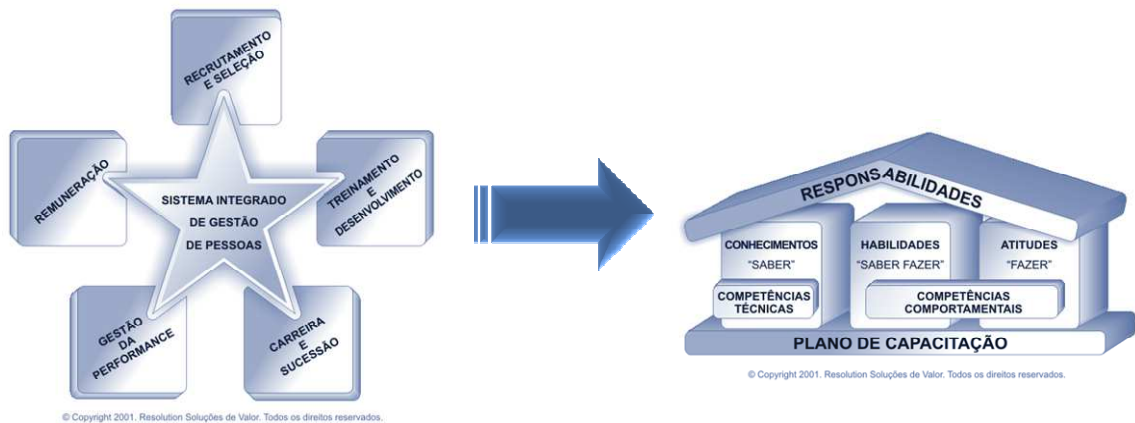 RECRUTAMENTO
E SELEÇÃO
REMUNERAÇÃO
TREINAMENTO
E
DESENVOLVIMENTO
SISTEMA INTEGRADO
DE GESTÃO
DE PESSOAS
GESTÃO
DA
PERFORMANCE
CARREIRA
E
SUCESSÃO
© Copyright 2001. Resolution Soluções de Valor. Todos os direitos reservados.
RESPONSABILIDADES
CONHECIMENTOS
“SABER”
HABILIDADES
“SABER FAZER”
ATITUDES
“FAZER”
COMPETÊNCIAS
TÉCNICAS
COMPETÊNCIAS
COMPORTAMENTAIS
PLANO DE CAPACITAÇÃO
© Copyright 2001. Resolution Soluções de Valor. Todos os direitos reservados.